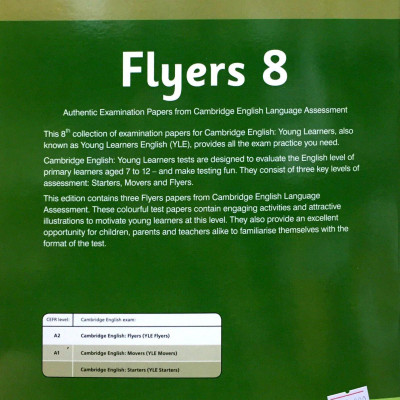 Flyers 8
Authentic Examination Papers from Cambridge English Language Assessment
This 8th collection of examination papers for Cambridge English: Young Learners, also
known as Young Learners English (YLE), provides all the exam practice you need.
Cambridge English: Young Learners tests are designed to evaluate the English level of
primary learners aged 7 to 12 – and make testing fun. They consist of three key levels of
assessment: Starters, Movers and Flyers.
This edition contains three Flyers papers from Cambridge English Language
Assessment. These colourful test papers contain engaging activities and attractive
illustrations to motivate young learners at this level. They also provide an excellent
opportunity for children, parents and teachers alike to familiarise themselves with the
format of the test.
CEFR level: Cambridge English exam:
A2 Cambridge English: Flyers (YLE Flyers)
A1 Cambridge English: Movers (YLE Movers)
Cambridge English: Starters (YLE Starters)